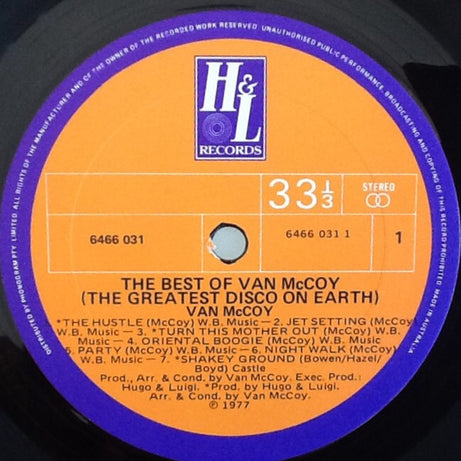 ALL RIGHTS OF THE MANUFACTURER AND OF THE OWNER OF THE RECORDED WORK RESERVED. UNAUTHORISED PUBLIC PERFORMANCE, BROADCASTING AND COPYING OF THIS RECORD PROHIBITED. MADE IN AUSTRALIA
DISTRIBUTED BY PHONOGRAM PTY. LIMITED.
H&L
RECORDS
33 1/3
STEREO
6466 031
6466 031 1
1
THE BEST OF VAN McCOY
(THE GREATEST DISCO ON EARTH)
VAN McCOY
*THE HUSTLE (McCoy) W.B. Music — 2. JET SETTING (McCoy)
W.B. Music — 3. *TURN THIS MOTHER OUT (McCoy) W.B.
Music — 4. ORIENTAL BOOGIE (McCoy) W.B. Music
5. PARTY (McCoy) W.B. Music — 6. NIGHT WALK (McCoy)
W.B. Music — 7. *SHAKEY GROUND (Bowen/Hazel/
Boyd) Castle
Prod., Arr. & Cond. by Van McCoy. Exec. Prod.:
Hugo & Luigi. *Prod. by Hugo & Luigi.
Arr. & Cond. by Van McCoy.
℗ 1977